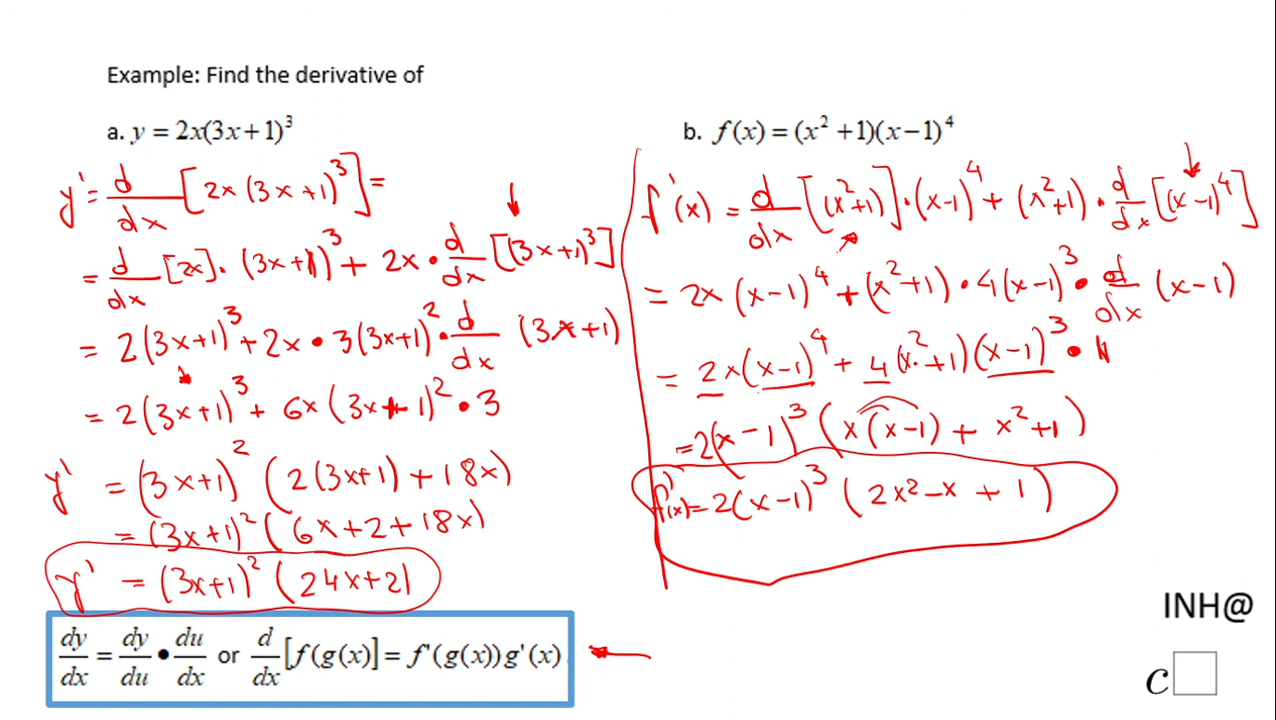 Example: Find the derivative of
a. y = 2x(3x+1)³
y' = d/dx [2x(3x+1)³] =
= d/dx [2x] · (3x+1)³ + 2x · d/dx [(3x+1)³]
= 2(3x+1)³ + 2x · 3(3x+1)² · d/dx (3x+1)
= 2(3x+1)³ + 6x(3x+1)² · 3
y' = (3x+1)² (2(3x+1) + 18x)
= (3x+1)² (6x+2+18x)
y' = (3x+1)² (24x+2)
dy/dx = dy/du • du/dx or d/dx [f(g(x)] = f'(g(x))g'(x)
b. f(x) = (x² +1)(x−1)⁴
f'(x) = d/dx [(x²+1)] · (x-1)⁴ + (x²+1) · d/dx [(x-1)⁴]
= 2x(x-1)⁴ + (x²+1) · 4(x-1)³ · d/dx (x-1)
= 2x(x-1)⁴ + 4(x²+1)(x-1)³ · 1
= 2(x-1)³ (x(x-1) + x²+1)
f'(x) = 2(x-1)³ (2x²-x+1)
INH@
c